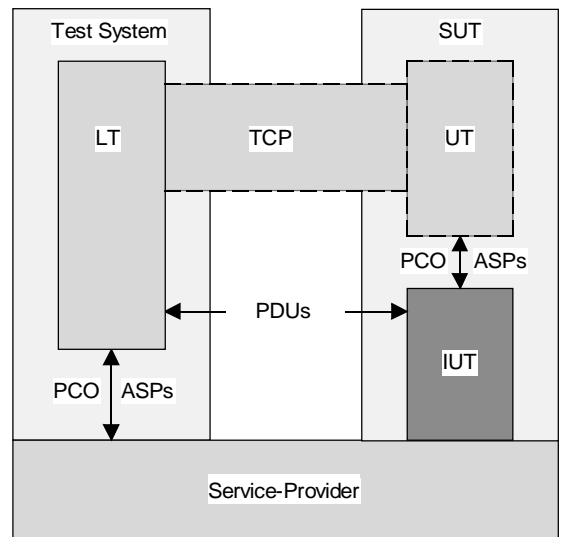 Test System
SUT
LT
TCP
UT
PCO ASPs
PDUs
IUT
PCO ASPs
Service-Provider